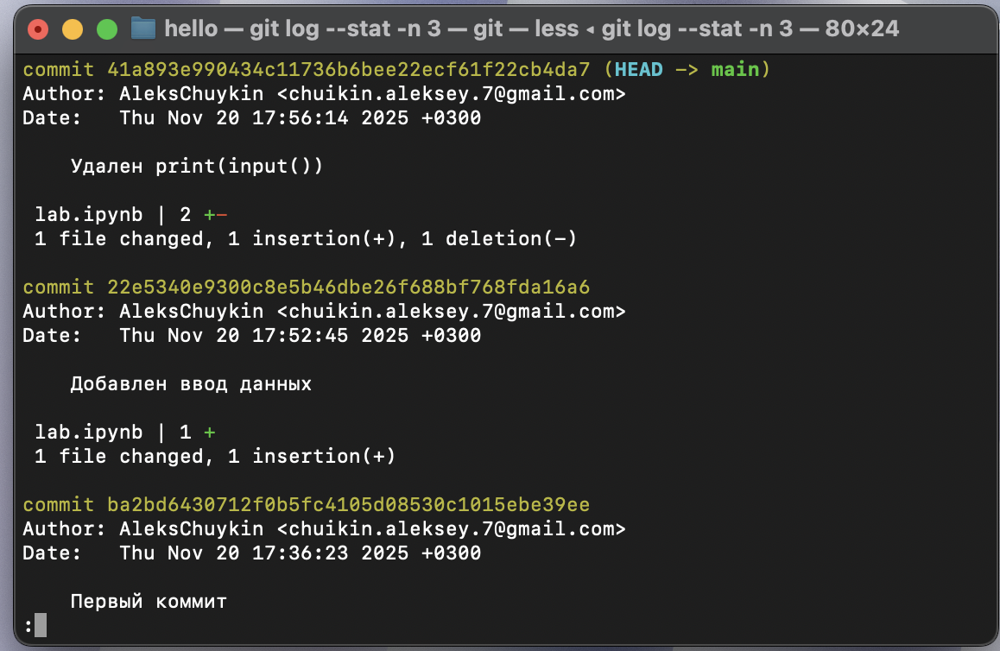 hello — git log --stat -n 3 — git — less ◂ git log --stat -n 3 — 80×24
commit 41a893e990434c11736b6bee22ecf61f22cb4da7 (HEAD -> main)
Author: AleksChuykin <chuikin.aleksey.7@gmail.com>
Date:   Thu Nov 20 17:56:14 2025 +0300
Удален print(input())
lab.ipynb | 2 +-
1 file changed, 1 insertion(+), 1 deletion(-)
commit 22e5340e9300c8e5b46dbe26f688bf768fda16a6
Author: AleksChuykin <chuikin.aleksey.7@gmail.com>
Date:   Thu Nov 20 17:52:45 2025 +0300
Добавлен ввод данных
lab.ipynb | 1 +
1 file changed, 1 insertion(+)
commit ba2bd6430712f0b5fc4105d08530c1015ebe39ee
Author: AleksChuykin <chuikin.aleksey.7@gmail.com>
Date:   Thu Nov 20 17:36:23 2025 +0300
Первый коммит
: